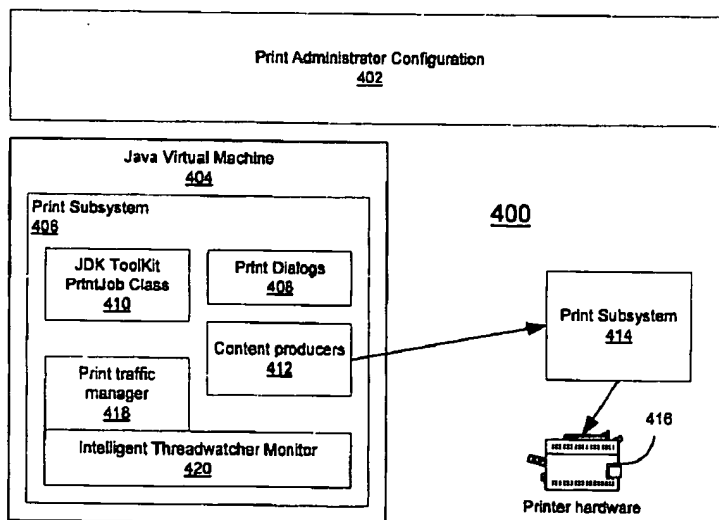 Print Administrator Configuration
402
Java Virtual Machine
404
Print Subsystem
406
400
JDK ToolKit
PrintJob Class
410
Print Dialogs
408
Content producers
412
Print Subsystem
414
Print traffic
manager
418
416
Intelligent Threadwatcher Monitor
420
Printer hardware